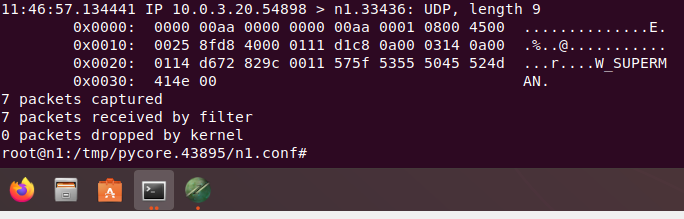 11:46:57.134441 IP 10.0.3.20.54898 > n1.33436: UDP, length 9
0x0000:  0000 00aa 0000 0000 00aa 0001 0800 4500  ..............E.
0x0010:  0025 8fd8 4000 0111 d1c8 0a00 0314 0a00  .%..@...........
0x0020:  0114 d672 829c 0011 575f 5355 5045 524d  ...r....W_SUPERM
0x0030:  414e 00                                  AN.
7 packets captured
7 packets received by filter
0 packets dropped by kernel
root@n1:/tmp/pycore.43895/n1.conf#